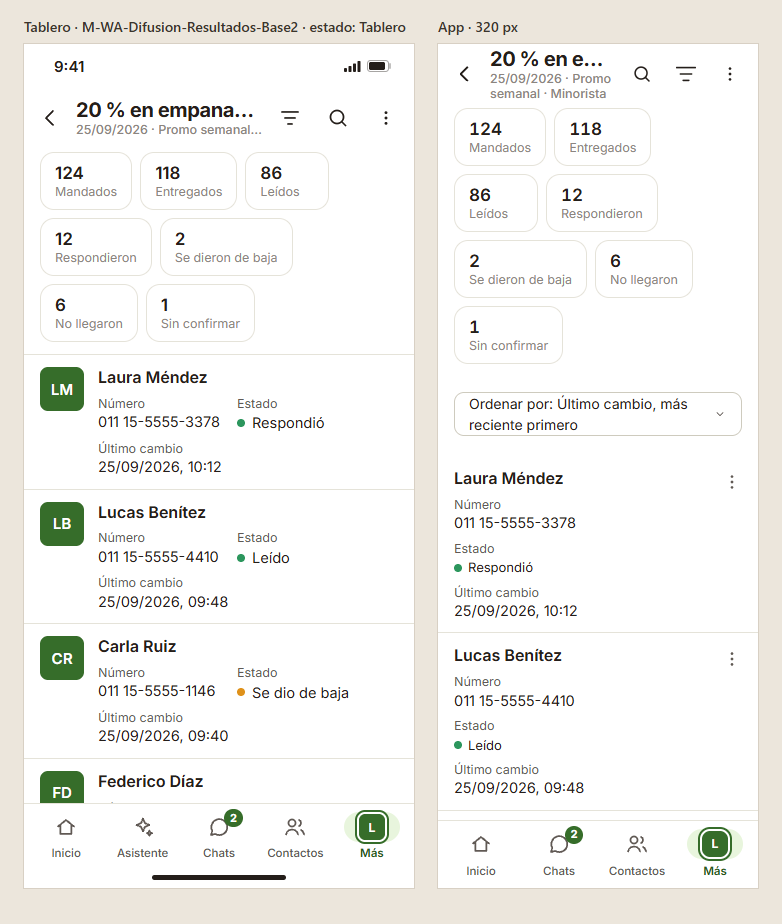 Tablero · M-WA-Difusion-Resultados-Base2 · estado: Tablero
9:41
20 % en empana...
25/09/2026 · Promo semanal...
124
Mandados
118
Entregados
86
Leídos
12
Respondieron
2
Se dieron de baja
6
No llegaron
1
Sin confirmar
LM
Laura Méndez
Número
Estado
011 15-5555-3378
Respondió
Último cambio
25/09/2026, 10:12
LB
Lucas Benítez
Número
Estado
011 15-5555-4410
Leído
Último cambio
25/09/2026, 09:48
CR
Carla Ruiz
Número
Estado
011 15-5555-1146
Se dio de baja
Último cambio
25/09/2026, 09:40
FD
Federico Díaz
2
L
Inicio
Asistente
Chats
Contactos
Más
App · 320 px
20 % en e...
25/09/2026 · Promo
semanal · Minorista
124
Mandados
118
Entregados
86
Leídos
12
Respondieron
2
Se dieron de baja
6
No llegaron
1
Sin confirmar
Ordenar por: Último cambio, más
reciente primero
Laura Méndez
Número
011 15-5555-3378
Estado
Respondió
Último cambio
25/09/2026, 10:12
Lucas Benítez
Número
011 15-5555-4410
Estado
Leído
Último cambio
25/09/2026, 09:48
2
L
Inicio
Chats
Contactos
Más